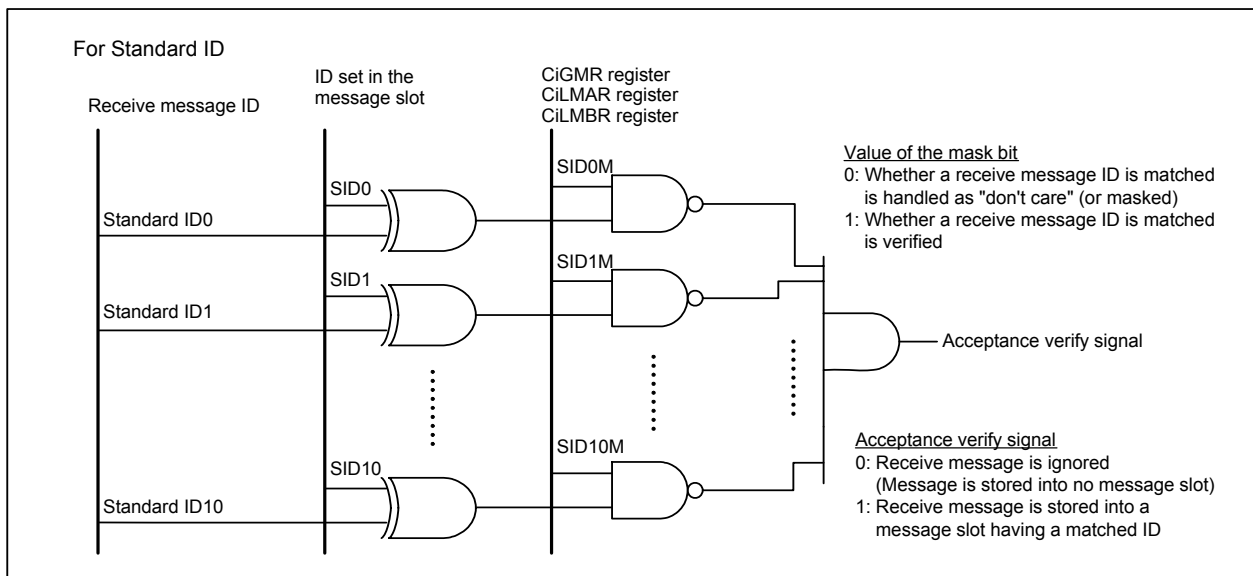 For Standard ID
Receive message ID
ID set in the
message slot
CiGMR register
CiLMAR register
CiLMBR register
SID0
Standard ID0
SID0M
SID1
Standard ID1
SID1M
SID10
Standard ID10
SID10M
Value of the mask bit
0: Whether a receive message ID is matched
is handled as "don't care" (or masked)
1: Whether a receive message ID is matched
is verified
Acceptance verify signal
Acceptance verify signal
0: Receive message is ignored
(Message is stored into no message slot)
1: Receive message is stored into a
message slot having a matched ID